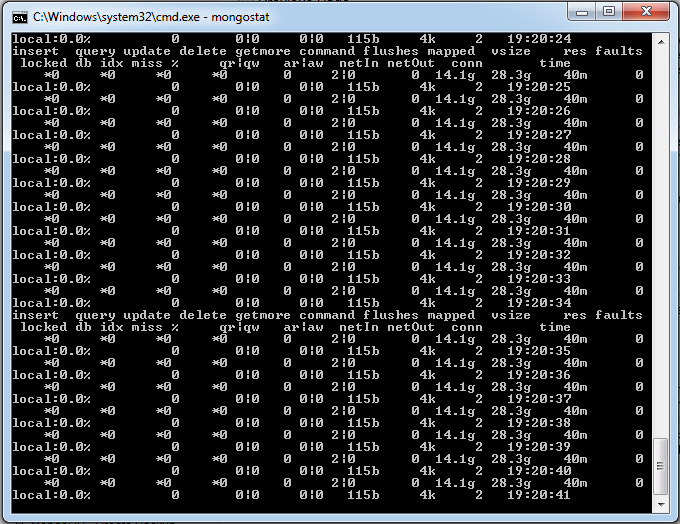 C:\Windows\system32\cmd.exe - mongostat
local:0.0% 0 0|0 0|0 115b 4k 2 19:20:24
insert query update delete getmore command flushes mapped vsize res faults
locked db idx miss % qr|qw ar|aw netIn netOut conn time
*0 *0 *0 *0 0 2|0 0 14.1g 28.3g 40m 0
local:0.0% 0 0|0 0|0 115b 4k 2 19:20:25
*0 *0 *0 *0 0 2|0 0 14.1g 28.3g 40m 0
local:0.0% 0 0|0 0|0 115b 4k 2 19:20:26
*0 *0 *0 *0 0 2|0 0 14.1g 28.3g 40m 0
local:0.0% 0 0|0 0|0 115b 4k 2 19:20:27
*0 *0 *0 *0 0 2|0 0 14.1g 28.3g 40m 0
local:0.0% 0 0|0 0|0 115b 4k 2 19:20:28
*0 *0 *0 *0 0 2|0 0 14.1g 28.3g 40m 0
local:0.0% 0 0|0 0|0 115b 4k 2 19:20:29
*0 *0 *0 *0 0 2|0 0 14.1g 28.3g 40m 0
local:0.0% 0 0|0 0|0 115b 4k 2 19:20:30
*0 *0 *0 *0 0 2|0 0 14.1g 28.3g 40m 0
local:0.0% 0 0|0 0|0 115b 4k 2 19:20:31
*0 *0 *0 *0 0 2|0 0 14.1g 28.3g 40m 0
local:0.0% 0 0|0 0|0 115b 4k 2 19:20:32
*0 *0 *0 *0 0 2|0 0 14.1g 28.3g 40m 0
local:0.0% 0 0|0 0|0 115b 4k 2 19:20:33
*0 *0 *0 *0 0 2|0 0 14.1g 28.3g 40m 0
local:0.0% 0 0|0 0|0 115b 4k 2 19:20:34
insert query update delete getmore command flushes mapped vsize res faults
locked db idx miss % qr|qw ar|aw netIn netOut conn time
*0 *0 *0 *0 0 2|0 0 14.1g 28.3g 40m 0
local:0.0% 0 0|0 0|0 115b 4k 2 19:20:35
*0 *0 *0 *0 0 2|0 0 14.1g 28.3g 40m 0
local:0.0% 0 0|0 0|0 115b 4k 2 19:20:36
*0 *0 *0 *0 0 2|0 0 14.1g 28.3g 40m 0
local:0.0% 0 0|0 0|0 115b 4k 2 19:20:37
*0 *0 *0 *0 0 2|0 0 14.1g 28.3g 40m 0
local:0.0% 0 0|0 0|0 115b 4k 2 19:20:38
*0 *0 *0 *0 0 2|0 0 14.1g 28.3g 40m 0
local:0.0% 0 0|0 0|0 115b 4k 2 19:20:39
*0 *0 *0 *0 0 2|0 0 14.1g 28.3g 40m 0
local:0.0% 0 0|0 0|0 115b 4k 2 19:20:40
*0 *0 *0 *0 0 2|0 0 14.1g 28.3g 40m 0
local:0.0% 0 0|0 0|0 115b 4k 2 19:20:41